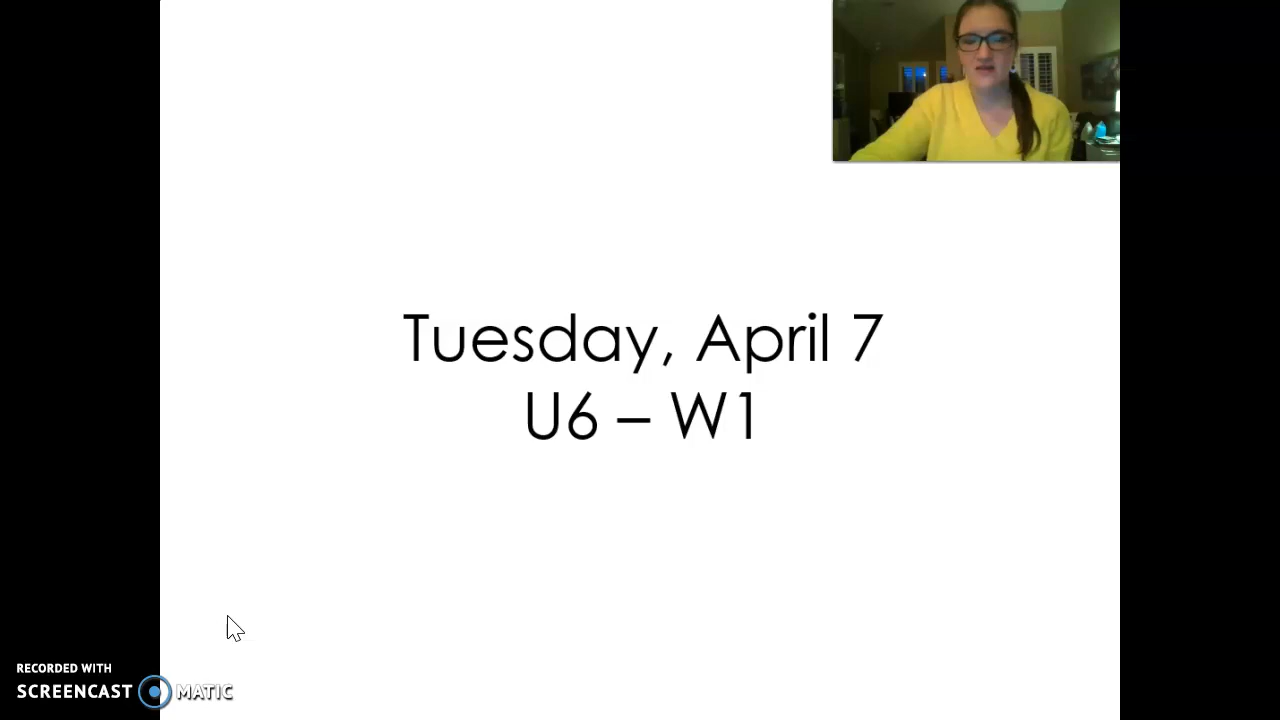 Tuesday, April 7
U6 – W1
RECORDED WITH
SCREENCAST MATIC